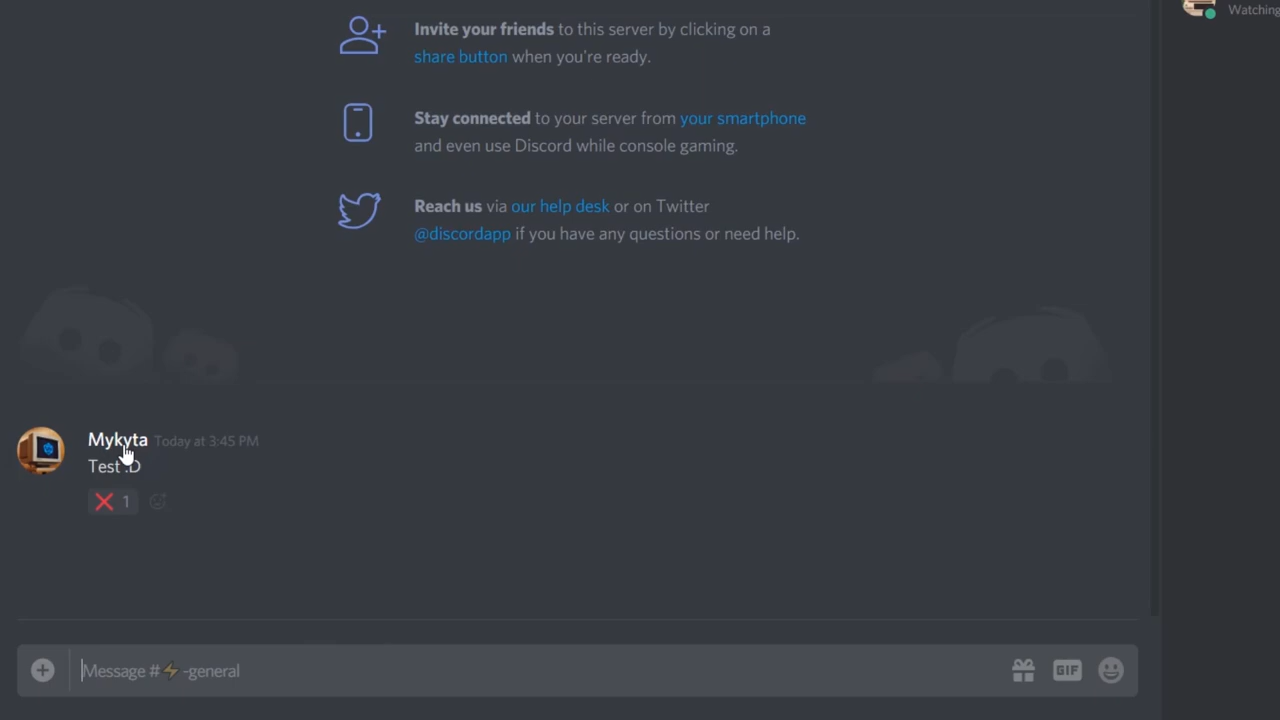 Watching
Invite your friends to this server by clicking on a
share button when you're ready.
Stay connected to your server from your smartphone
and even use Discord while console gaming.
Reach us via our help desk or on Twitter
@discordapp if you have any questions or need help.
Mykyta Today at 3:45 PM
Test :D
1
Message #⚡-general
GIF